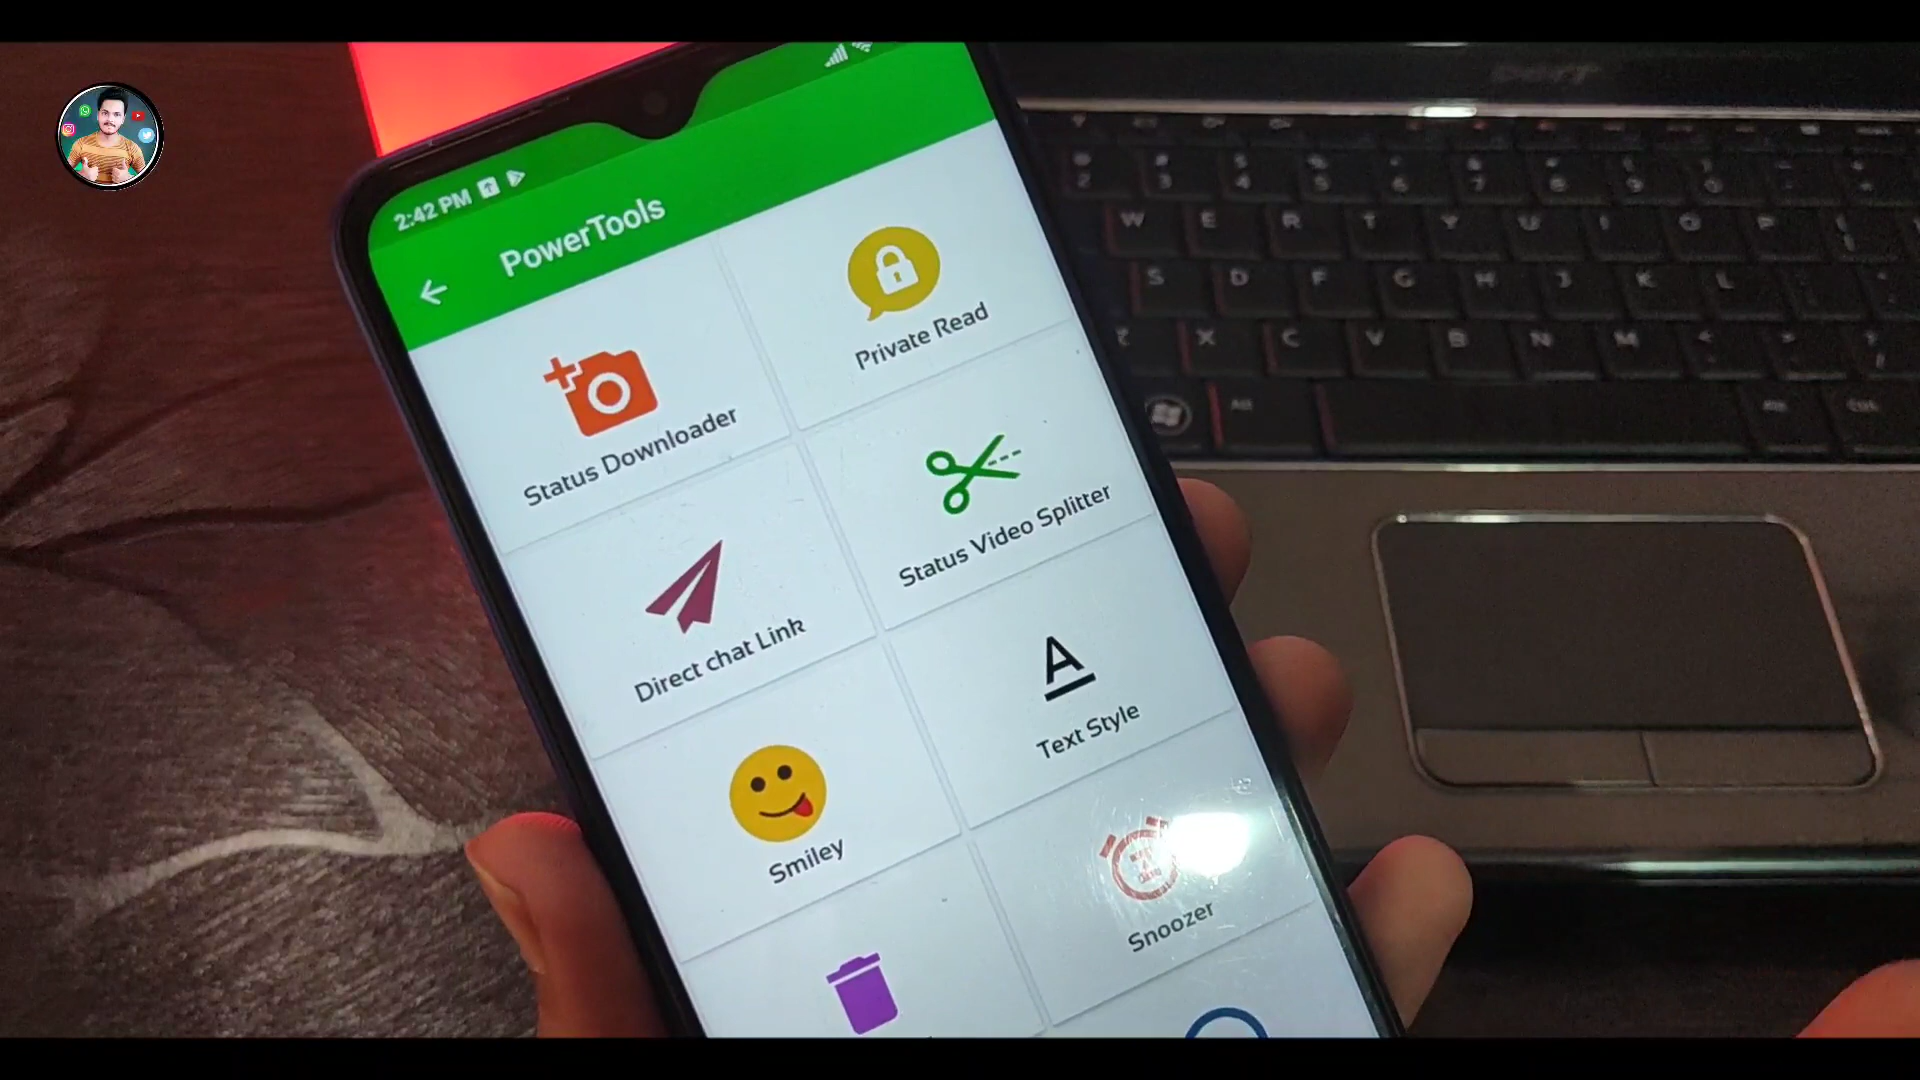 2:42 PM
PowerTools
Private Read
Status Downloader
Status Video Splitter
Direct chat Link
Text Style
Smiley
Snoozer
W E R T Y U I O P
S D F G H J K L
Z X C V B N M